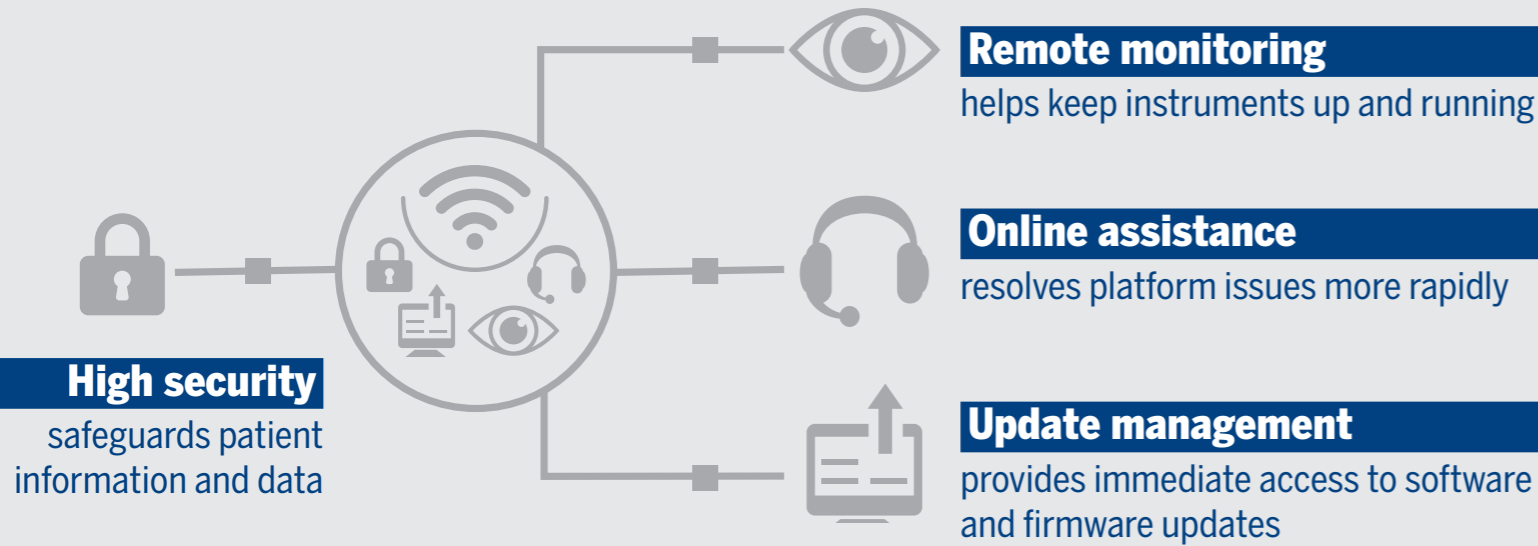 Remote monitoring
helps keep instruments up and running
Online assistance
resolves platform issues more rapidly
High security
safeguards patient
information and data
Update management
provides immediate access to software
and firmware updates